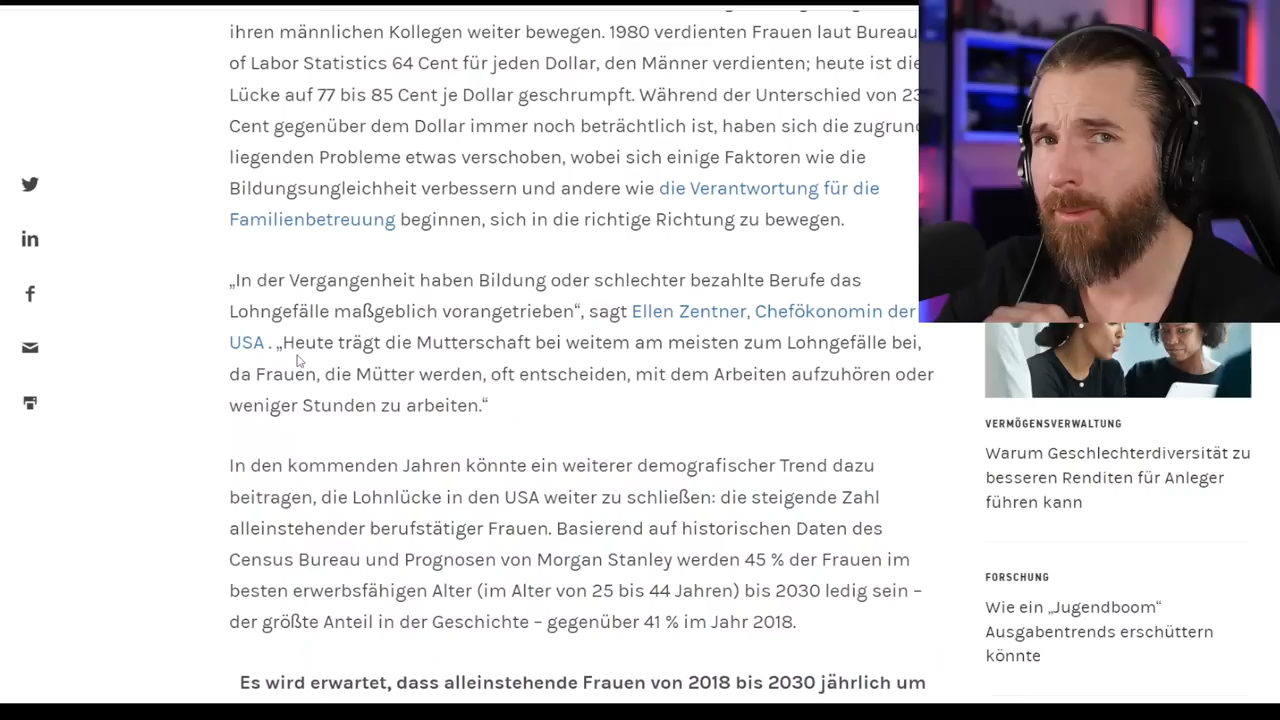 ihren männlichen Kollegen weiter bewegen. 1980 verdienten Frauen laut Bureau
of Labor Statistics 64 Cent für jeden Dollar, den Männer verdienten; heute ist die
Lücke auf 77 bis 85 Cent je Dollar geschrumpft. Während der Unterschied von 23
Cent gegenüber dem Dollar immer noch beträchtlich ist, haben sich die
liegenden Probleme etwas verschoben, wobei sich einige Faktoren wie die
Bildungsungleichheit verbessern und andere wie die Verantwortung für die
Familienbetreuung beginnen, sich in die richtige Richtung zu bewegen.
„In der Vergangenheit haben Bildung oder schlechter bezahlte Berufe das
Lohngefälle maßgeblich vorangetrieben“, sagt Ellen Zentner, Chefökonomin der
USA . „Heute trägt die Mutterschaft bei weitem am meisten zum Lohngefälle bei,
da Frauen, die Mütter werden, oft entscheiden, mit dem Arbeiten aufzuhören oder
weniger Stunden zu arbeiten.“
In den kommenden Jahren könnte ein weiterer demografischer Trend dazu
beitragen, die Lohnlücke in den USA weiter zu schließen: die steigende Zahl
alleinstehender berufstätiger Frauen. Basierend auf historischen Daten des
Census Bureau und Prognosen von Morgan Stanley werden 45 % der Frauen im
besten erwerbsfähigen Alter (im Alter von 25 bis 44 Jahren) bis 2030 ledig sein –
der größte Anteil in der Geschichte – gegenüber 41 % im Jahr 2018.
Es wird erwartet, dass alleinstehende Frauen von 2018 bis 2030 jährlich um
VERMÖGENSVERWALTUNG
Warum Geschlechterdiversität zu
besseren Renditen für Anleger
führen kann
FORSCHUNG
Wie ein „Jugendboom“
Ausgabentrends erschüttern
könnte